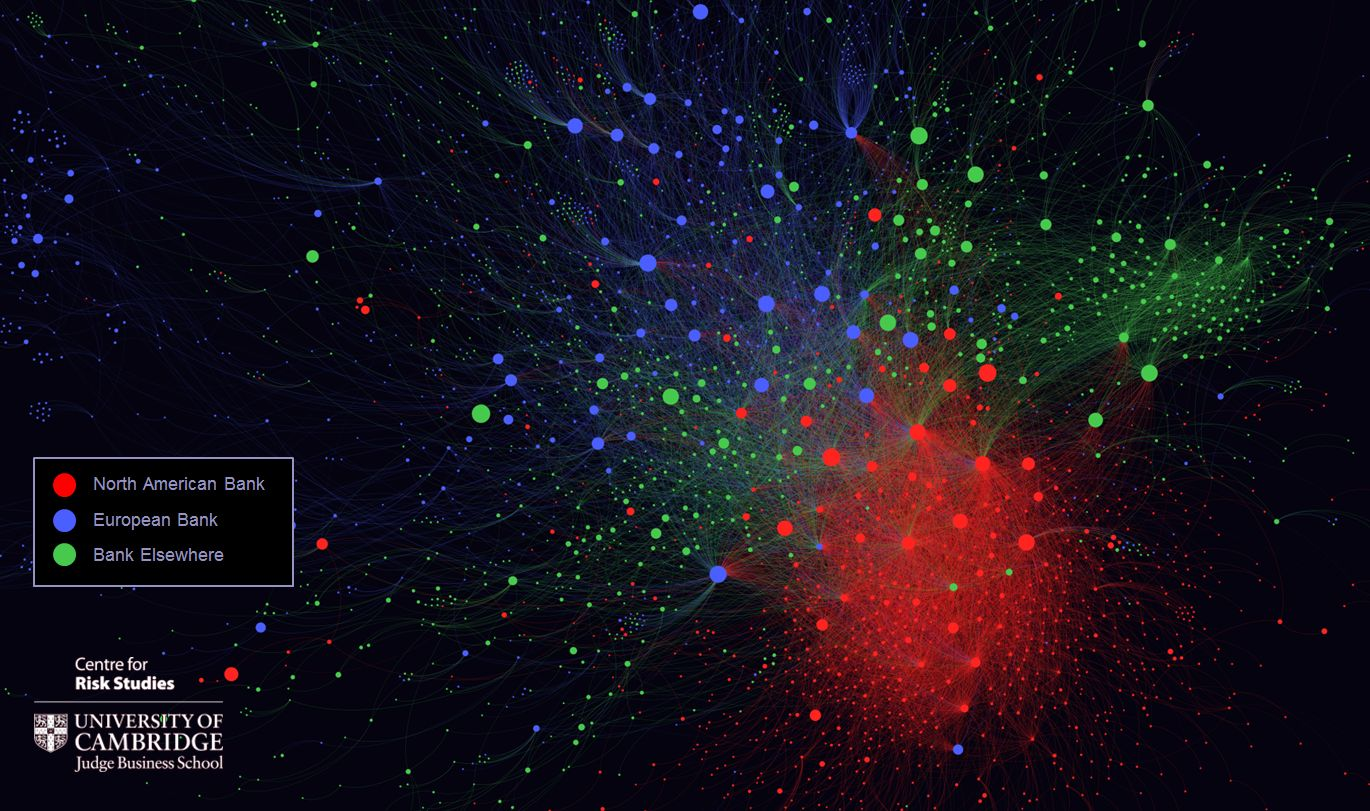 North American Bank
European Bank
Bank Elsewhere
Centre for
Risk Studies
UNIVERSITY OF
CAMBRIDGE
Judge Business School